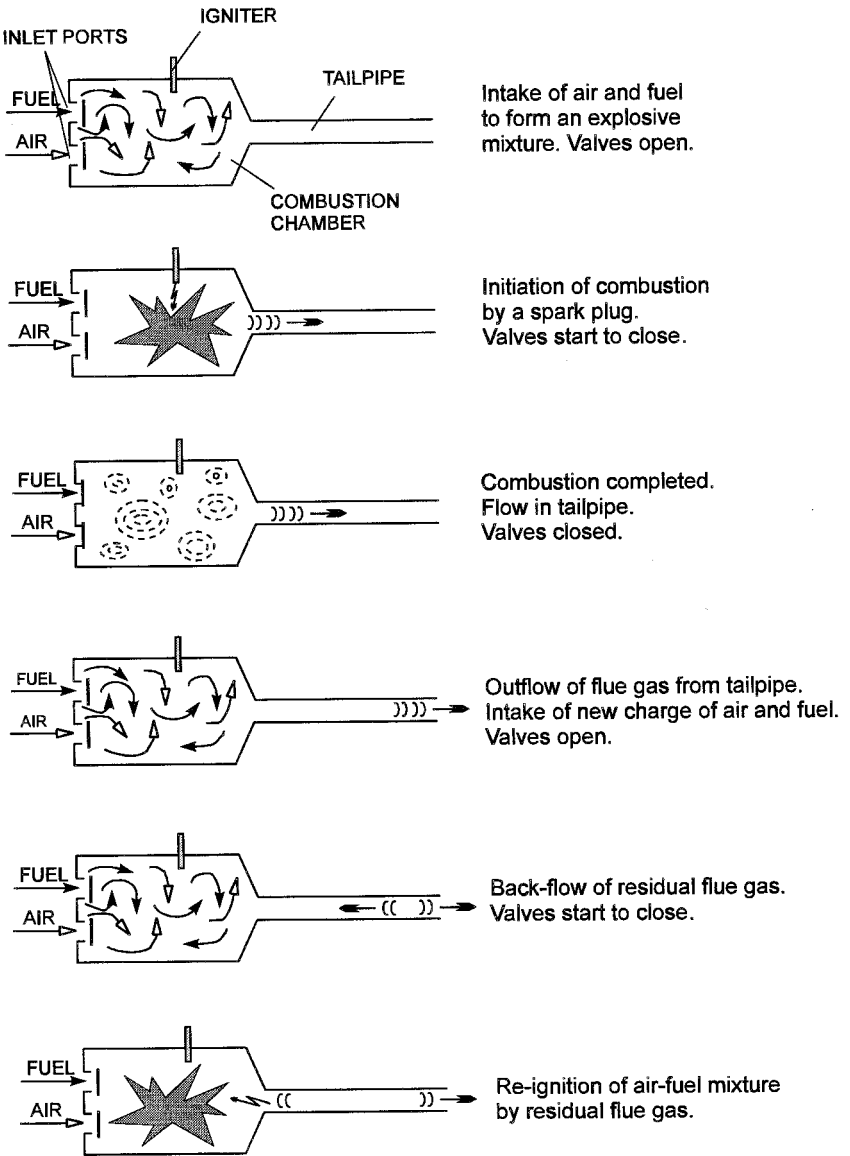 IGNITER
INLET PORTS
TAILPIPE
FUEL
AIR
COMBUSTION
CHAMBER
Intake of air and fuel
to form an explosive
mixture. Valves open.
FUEL
AIR
Initiation of combustion
by a spark plug.
Valves start to close.
FUEL
AIR
Combustion completed.
Flow in tailpipe.
Valves closed.
FUEL
AIR
Outflow of flue gas from tailpipe.
Intake of new charge of air and fuel.
Valves open.
FUEL
AIR
Back-flow of residual flue gas.
Valves start to close.
FUEL
AIR
Re-ignition of air-fuel mixture
by residual flue gas.